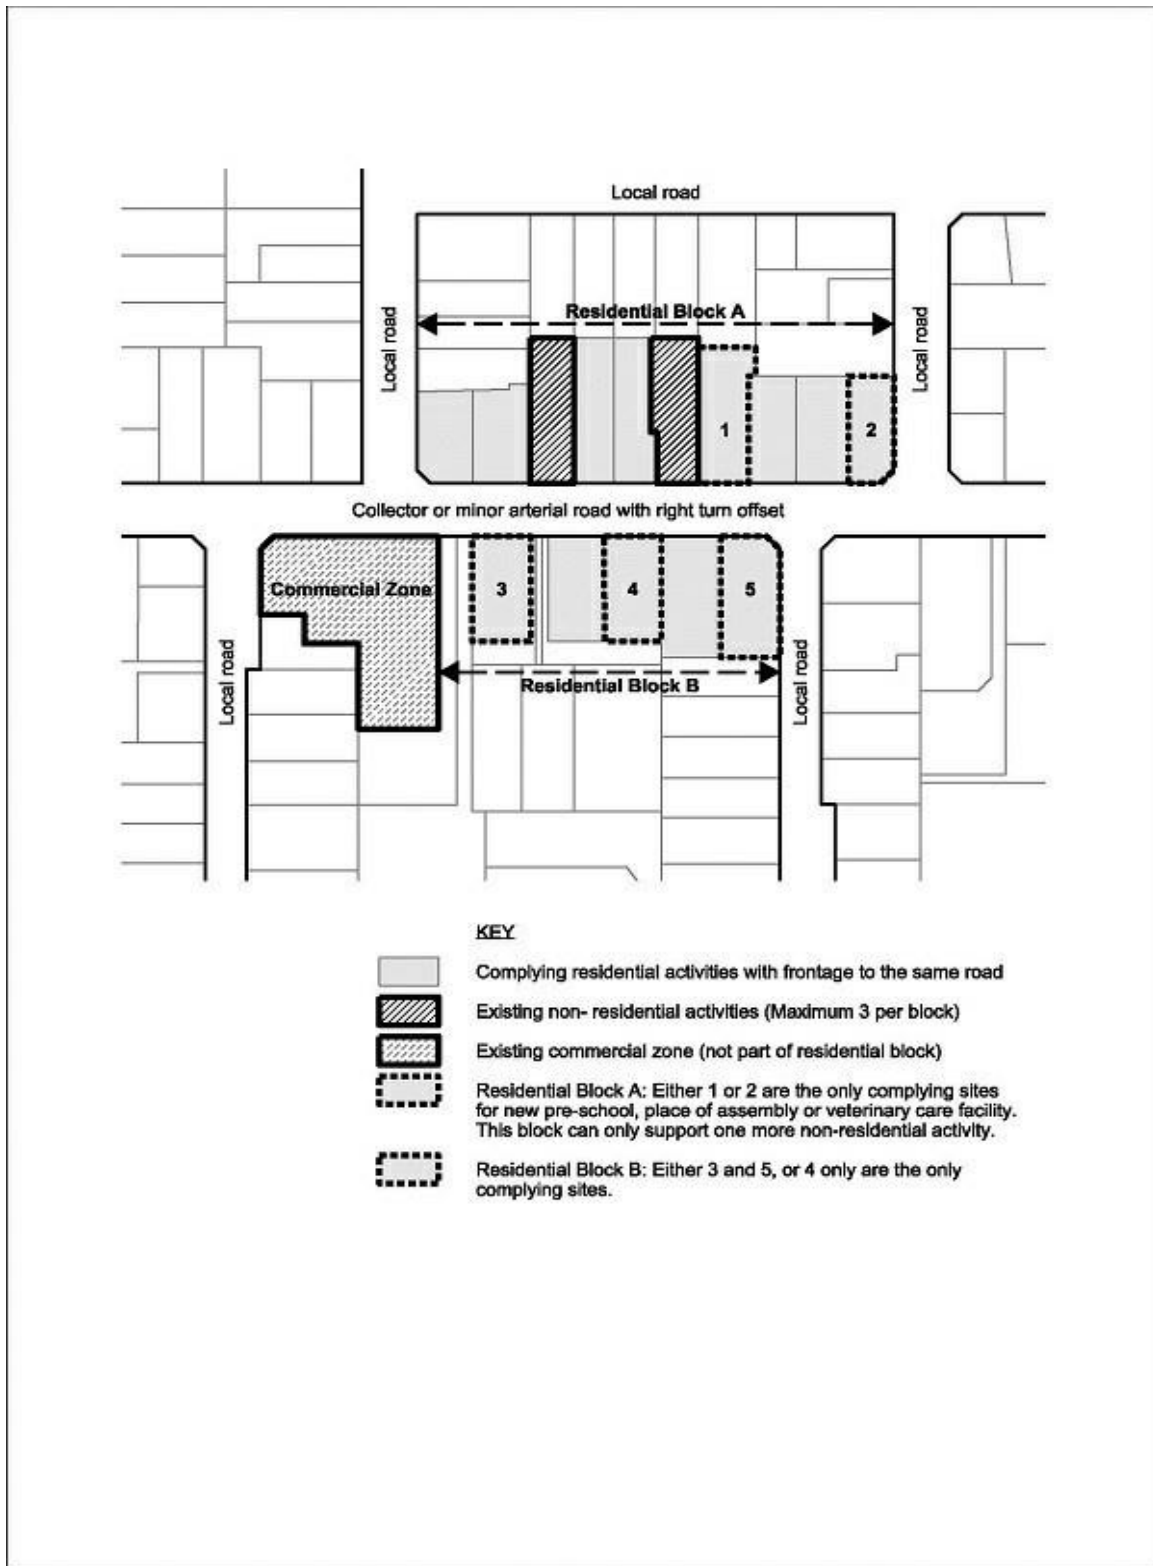 Local road
Residential Block A
Local road
Local road
1
2
Collector or minor arterial road with right turn offset
Commercial Zone
3
4
5
Local road
Residential Block B
Local road
KEY
Complying residential activities with frontage to the same road
Existing non- residential activities (Maximum 3 per block)
Existing commercial zone (not part of residential block)
Residential Block A: Either 1 or 2 are the only complying sites
for new pre-school, place of assembly or veterinary care facility.
This block can only support one more non-residential activity.
Residential Block B: Either 3 and 5, or 4 only are the only
complying sites.